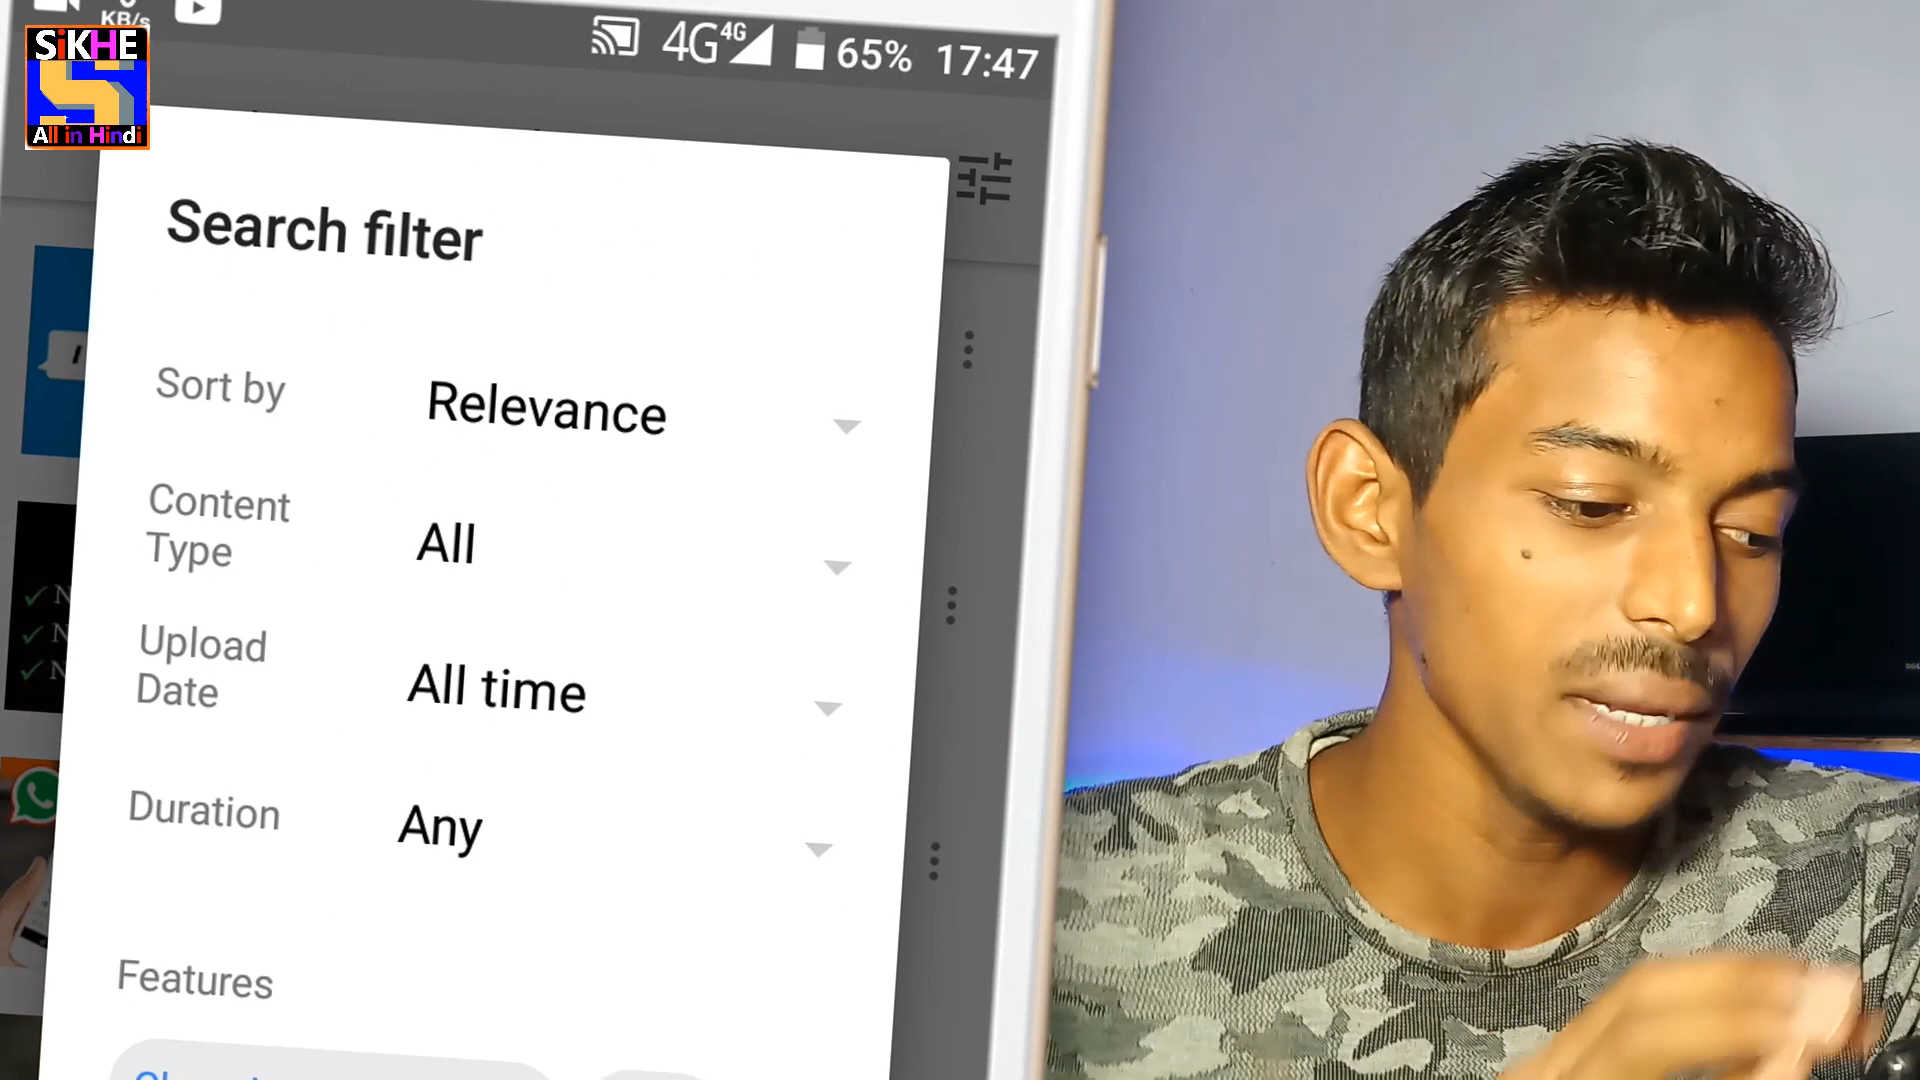 KB/s
4G 4G 65% 17:47
SiKHE
All in Hindi
Search filter
Sort by Relevance
Content
Type All
Upload
Date All time
Duration Any
Features